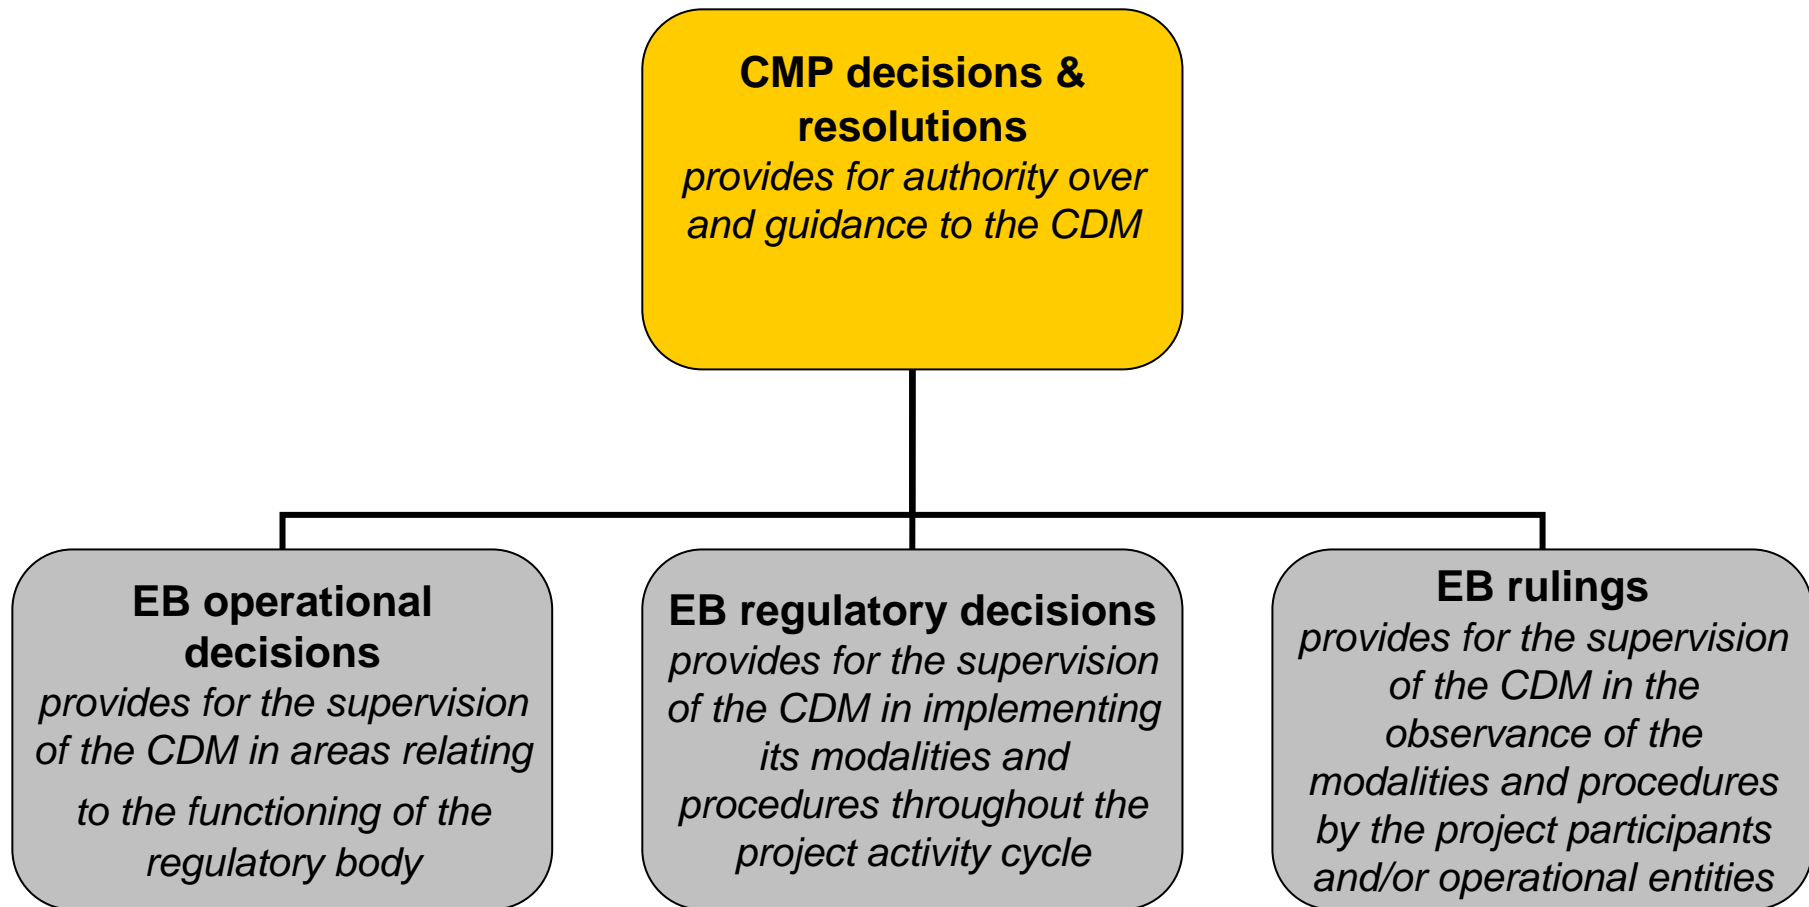 CMP decisions &
resolutions
provides for authority over
and guidance to the CDM
EB operational
decisions
provides for the supervision
of the CDM in areas relating
to the functioning of the
regulatory body
EB regulatory decisions
provides for the supervision
of the CDM in implementing
its modalities and
procedures throughout the
project activity cycle
EB rulings
provides for the supervision
of the CDM in the
observance of the
modalities and procedures
by the project participants
and/or operational entities